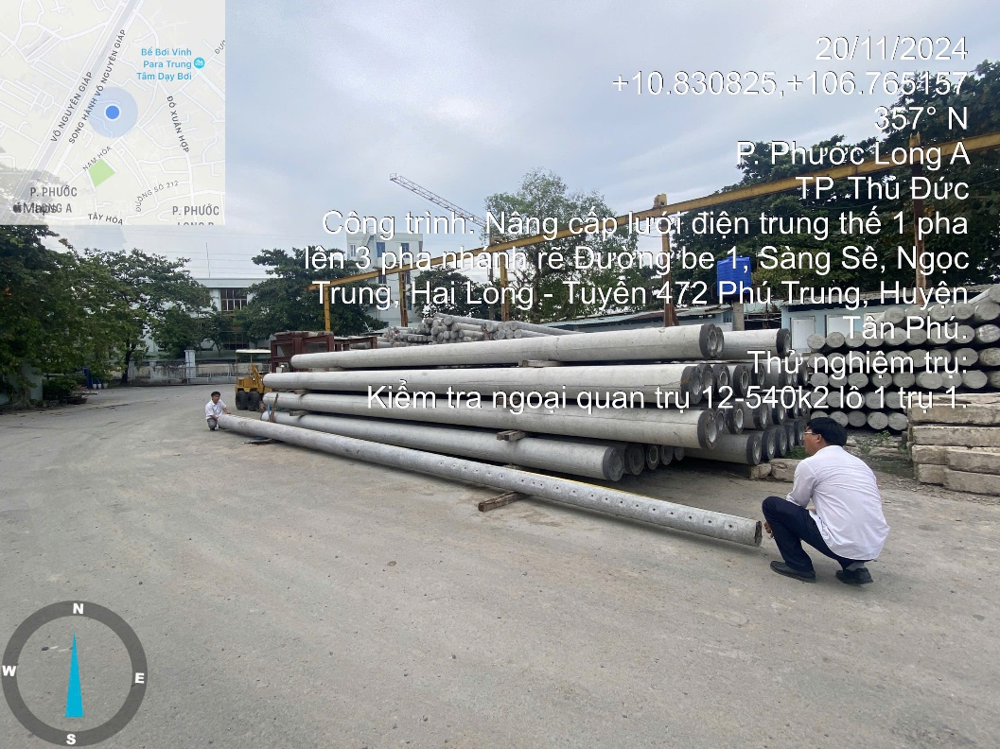 Bể Bơi Vinh
Para Trung
Tâm Dạy Bơi
VÕ NGUYÊN GIÁP
SONG HÀNH VÕ NGUYÊN GIÁP
ĐỖ XUÂN HỢP
NAM HÒA
ĐƯỜNG SỐ 212
P. PHƯỚC
LONG A
Maps
TÂY HÒA
P. PHƯỚC
20/11/2024
+10.830825,+106.765157
357° N
P. Phước Long A
TP. Thủ Đức
Công trình: Nâng cấp lưới điện trung thế 1 pha
lên 3 pha nhánh rẽ Đường be 1, Sàng Sê, Ngọc
Trung, Hai Long - Tuyến 472 Phú Trung, Huyện
Tân Phú.
Thử nghiệm trụ:
Kiểm tra ngoại quan trụ 12-540k2 lô 1 trụ 1.
N
W
E
S